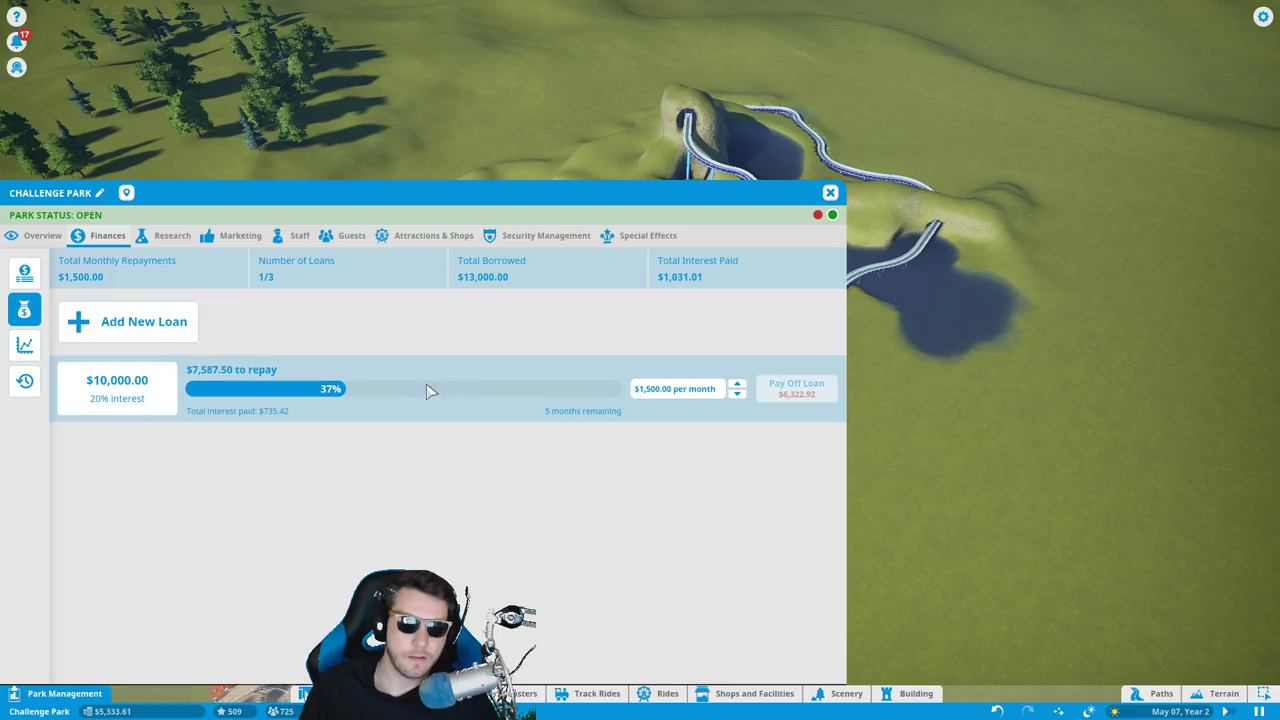 ?
17
CHALLENGE PARK
PARK STATUS: OPEN
Overview Finances Research Marketing Staff Guests Attractions & Shops Security Management Special Effects
Total Monthly Repayments Number of Loans Total Borrowed Total Interest Paid
$1,500.00 1/3 $13,000.00 $1,031.01
Add New Loan
$7,587.50 to repay
$10,000.00
20% interest
37%
$1,500.00 per month
Pay Off Loan
$6,322.92
Total interest paid: $735.42 5 months remaining
Park Management sters Track Rides Rides Shops and Facilities Scenery Building Paths Terrain
Challenge Park $5,333.61 509 725 May 07, Year 2